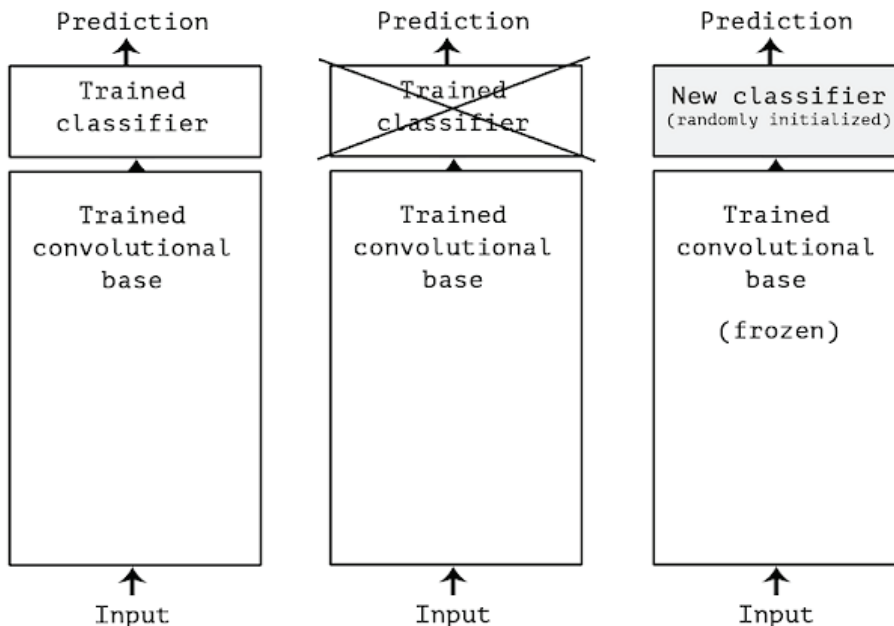 Prediction
Trained
classifier
Trained
convolutional
base
Input
Prediction
Trained
classifier
Trained
convolutional
base
Input
Prediction
New classifier
(randomly initialized)
Trained
convolutional
base
(frozen)
Input